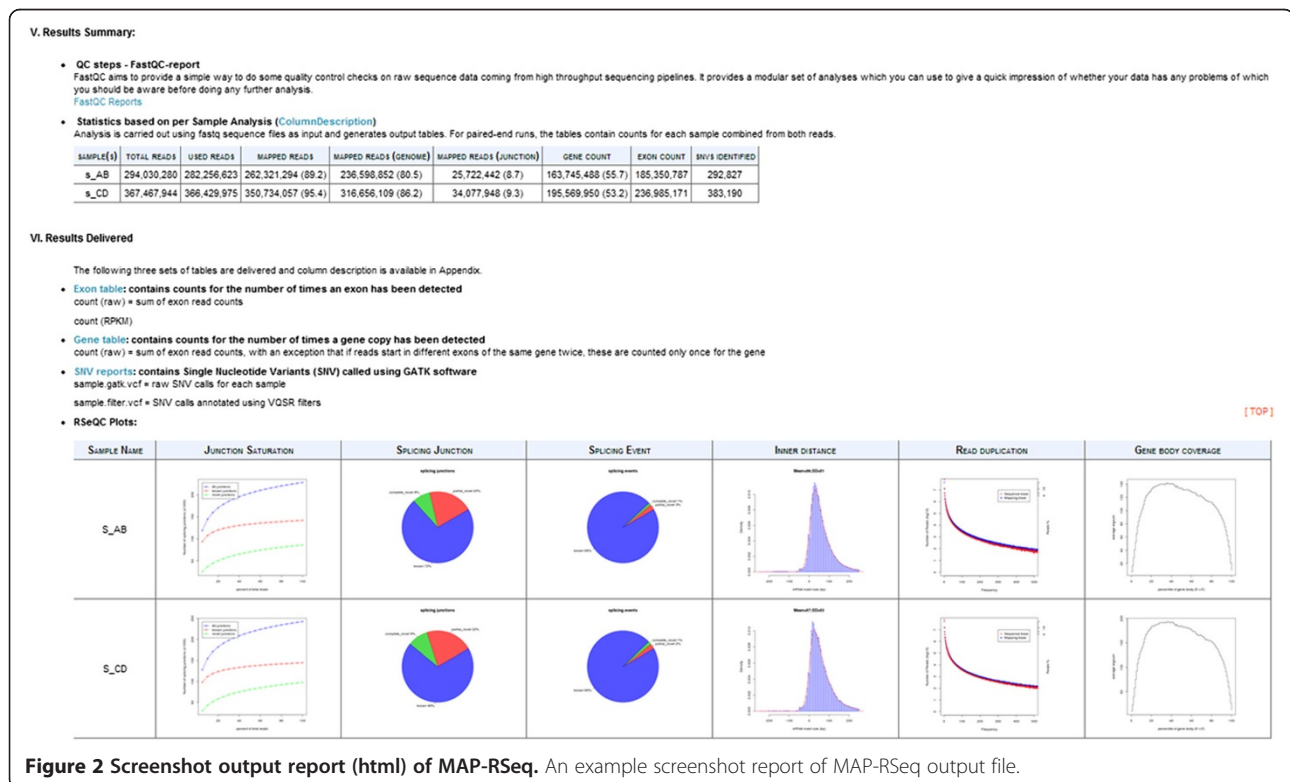 V. Results Summary:
• QC steps - FastQC-report
FastQC aims to provide a simple way to do some quality control checks on raw sequence data coming from high throughput sequencing pipelines. It provides a modular set of analyses which you can use to give a quick impression of whether your data has any problems of which
you should be aware before doing any further analysis.
FastQC Reports
• Statistics based on per Sample Analysis (ColumnDescription)
Analysis is carried out using fastq sequence files as input and generates output tables. For paired-end runs, the tables contain counts for each sample combined from both reads.
SAMPLE(S) TOTAL READS USED READS MAPPED READS MAPPED READS (GENOME) MAPPED READS (JUNCTION) GENE COUNT EXON COUNT SNVS IDENTIFIED
s_AB 294,030,280 282,256,623 262,321,294 (89.2) 236,598,852 (80.5) 25,722,442 (8.7) 163,745,488 (55.7) 185,350,787 292,827
s_CD 367,467,944 366,429,975 350,734,057 (95.4) 316,656,109 (86.2) 34,077,948 (9.3) 195,569,950 (53.2) 236,985,171 383,190
VI. Results Delivered
The following three sets of tables are delivered and column description is available in Appendix.
• Exon table: contains counts for the number of times an exon has been detected
count (raw) = sum of exon read counts
count (RPKM)
• Gene table: contains counts for the number of times a gene copy has been detected
count (raw) = sum of exon read counts, with an exception that if reads start in different exons of the same gene twice, these are counted only once for the gene
• SNV reports: contains Single Nucleotide Variants (SNV) called using GATK software
sample.gatk.vcf = raw SNV calls for each sample
sample.filter.vcf = SNV calls annotated using VQSR filters
[TOP]
• RSeQC Plots:
SAMPLE NAME JUNCTION SATURATION SPLICING JUNCTION SPLICING EVENT INNER DISTANCE READ DUPLICATION GENE BODY COVERAGE
S_AB
splicing junctions
splicing events
percent of total reads
Frequency
S_CD
splicing junctions
splicing events
percent of total reads
Frequency
Figure 2 Screenshot output report (html) of MAP-RSeq. An example screenshot report of MAP-RSeq output file.